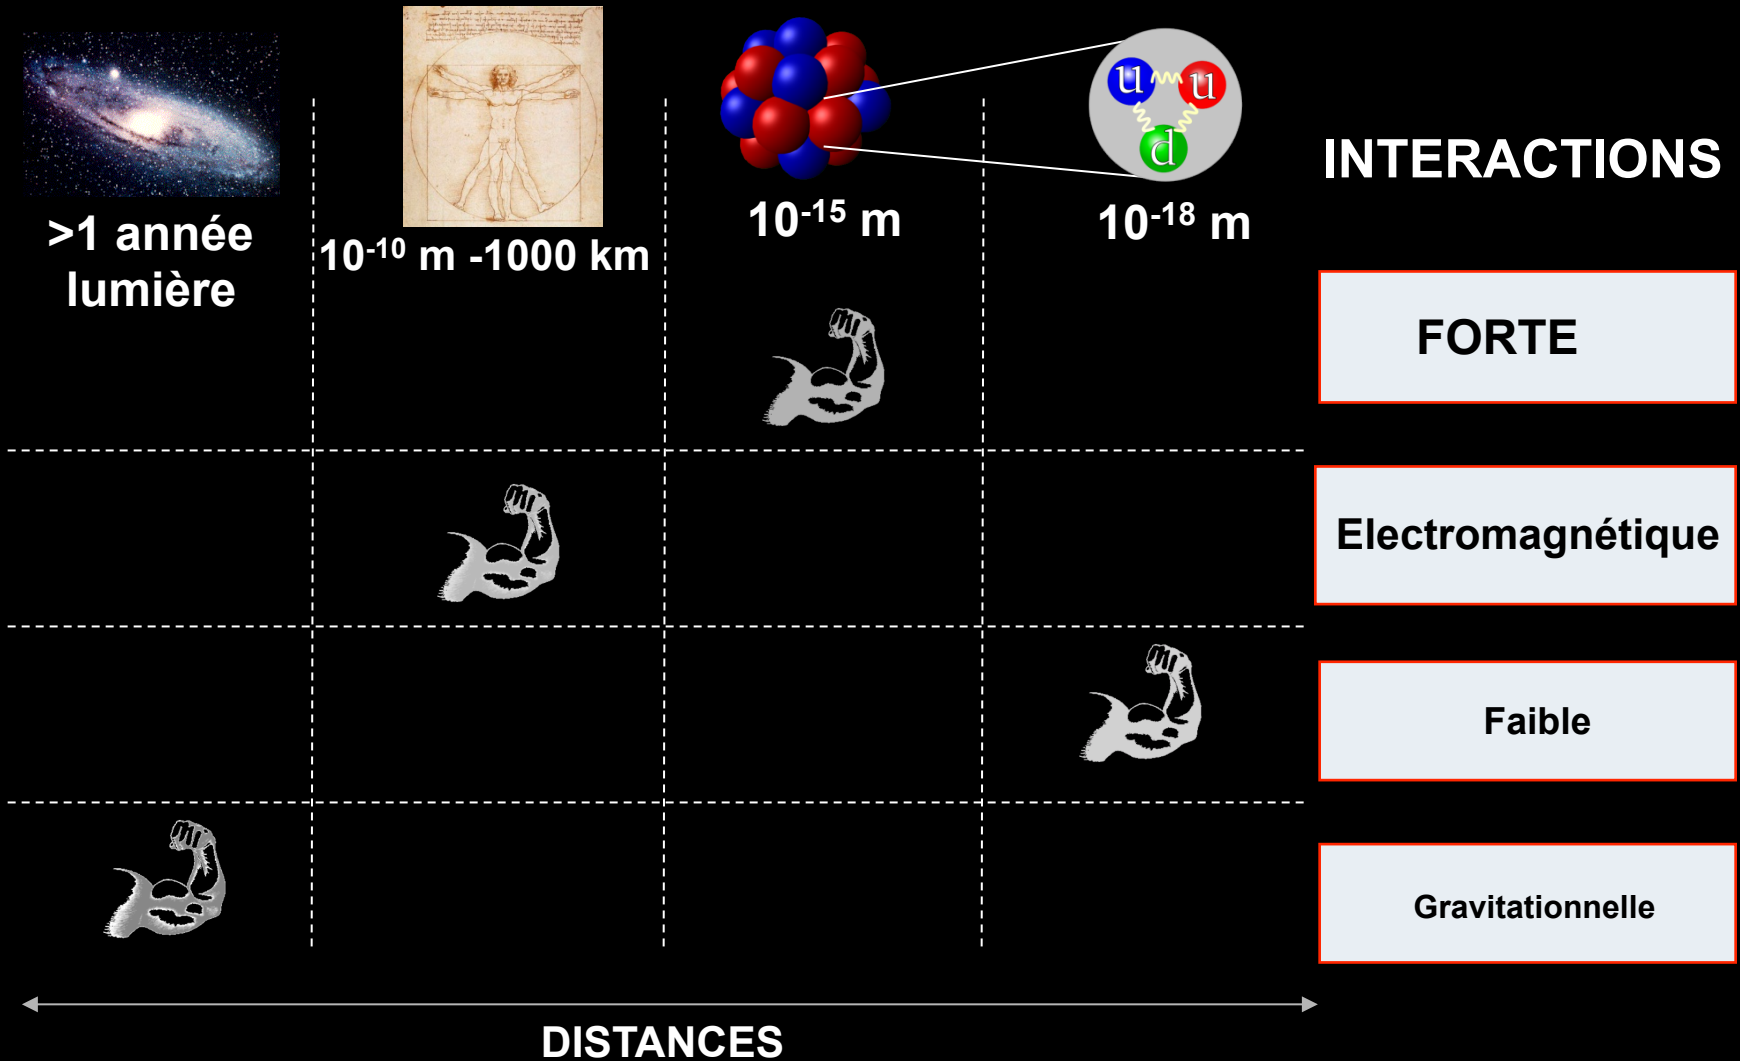 u u
d
>1 année
lumière
10⁻¹⁰ m -1000 km
10⁻¹⁵ m
10⁻¹⁸ m
INTERACTIONS
FORTE
Electromagnétique
Faible
Gravitationnelle
DISTANCES